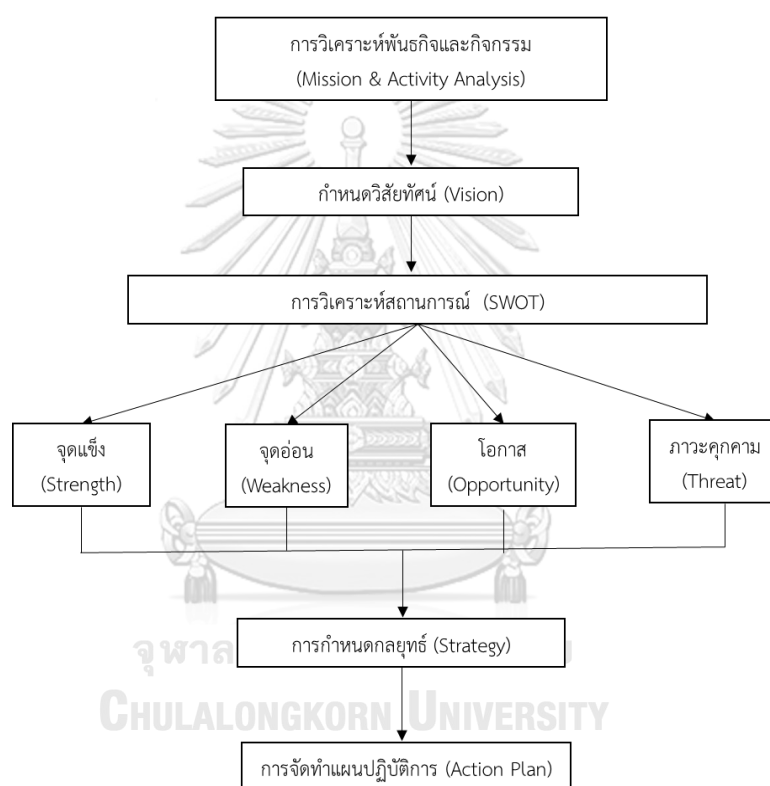 การวิเคราะห์พันธกิจและกิจกรรม
(Mission & Activity Analysis)
กำหนดวิสัยทัศน์ (Vision)
การวิเคราะห์สถานการณ์ (SWOT)
จุดแข็ง
(Strength)
จุดอ่อน
(Weakness)
โอกาส
(Opportunity)
ภาวะคุกคาม
(Threat)
การกำหนดกลยุทธ์ (Strategy)
CHULALONGKORN UNIVERSITY
การจัดทำแผนปฏิบัติการ (Action Plan)